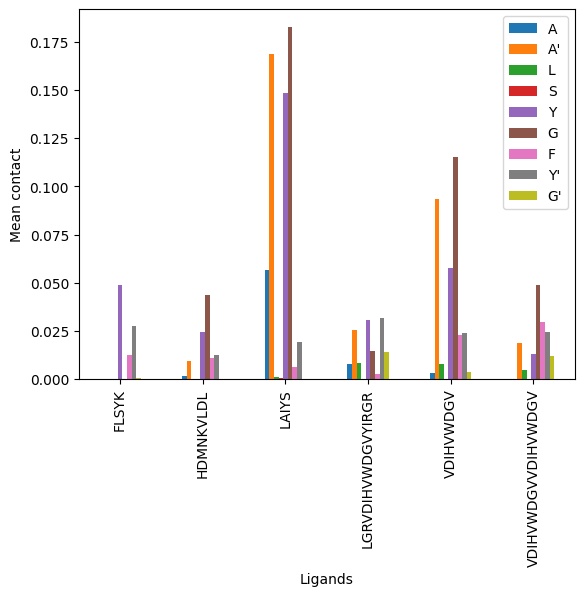 Mean contact
0.175
0.150
0.125
0.100
0.075
0.050
0.025
0.000
A
A'
L
S
Y
G
F
Y'
G'
FLSYK
HDMNKVLDL
LAIYS
LGRVDIHVWDGVYIRGR
VDIHVWDGV
VDIHVWDGVVDIHVWDGV
Ligands